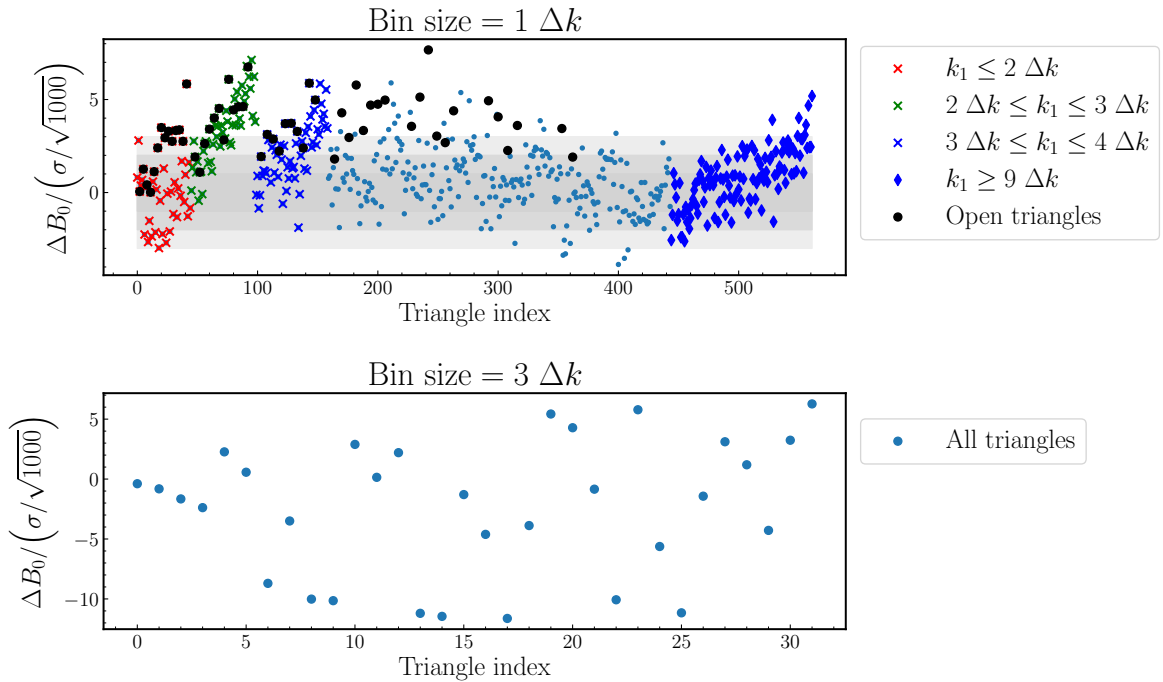 Bin size = 1 Δk
ΔB₀/(σ/√1000)
5
0
0
100
200
300
400
500
Triangle index
k₁ ≤ 2 Δk
2 Δk ≤ k₁ ≤ 3 Δk
3 Δk ≤ k₁ ≤ 4 Δk
k₁ ≥ 9 Δk
Open triangles
Bin size = 3 Δk
ΔB₀/(σ/√1000)
5
0
−5
−10
0
5
10
15
20
25
30
Triangle index
All triangles